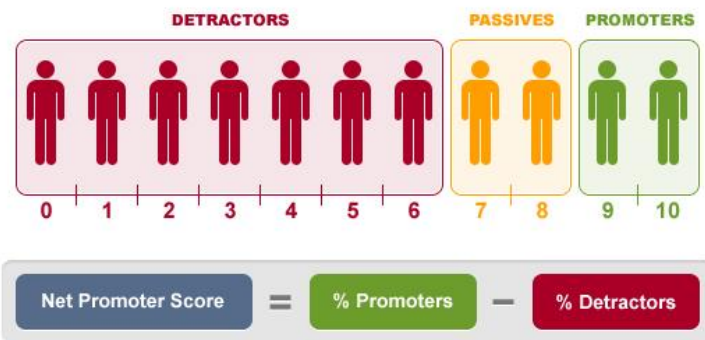 DETRACTORS PASSIVES PROMOTERS
0 1 2 3 4 5 6 7 8 9 10
Net Promoter Score = % Promoters − % Detractors